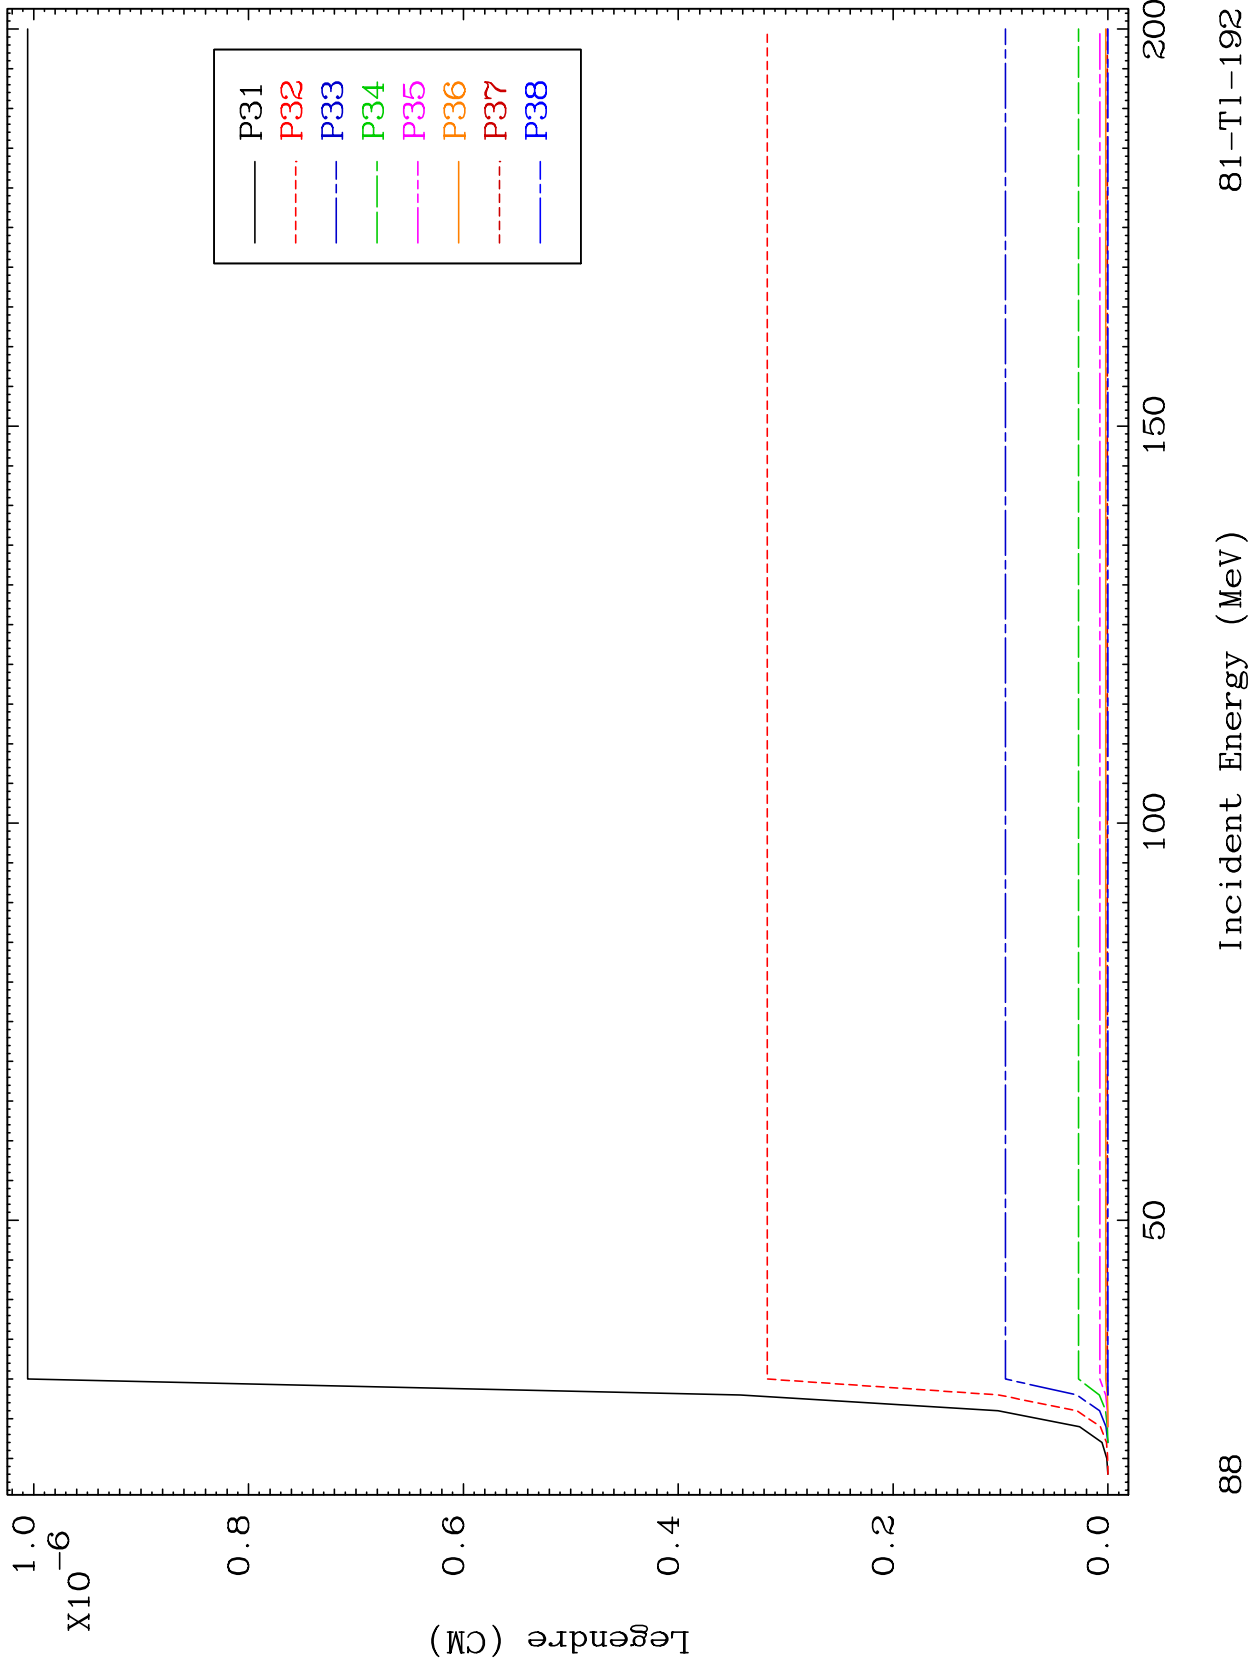 1.0
X10-6
0.8
0.6
0.4
0.2
0.0
Legendre (CM)
P31
P32
P33
P34
P35
P36
P37
P38
50
100
150
200
Incident Energy (MeV)
88
81-Tl-192